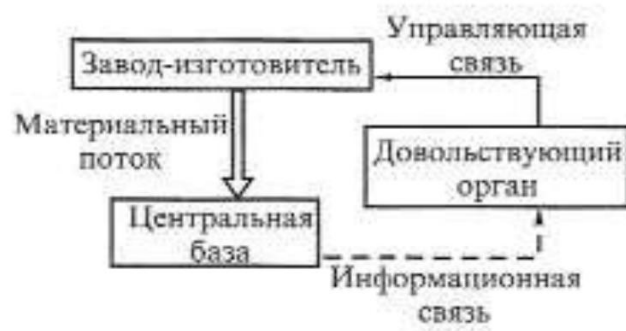 Управляющая
связь
Завод-изготовитель
Материальный
поток
Довольствующий
орган
Центральная
база
Информационная
связь